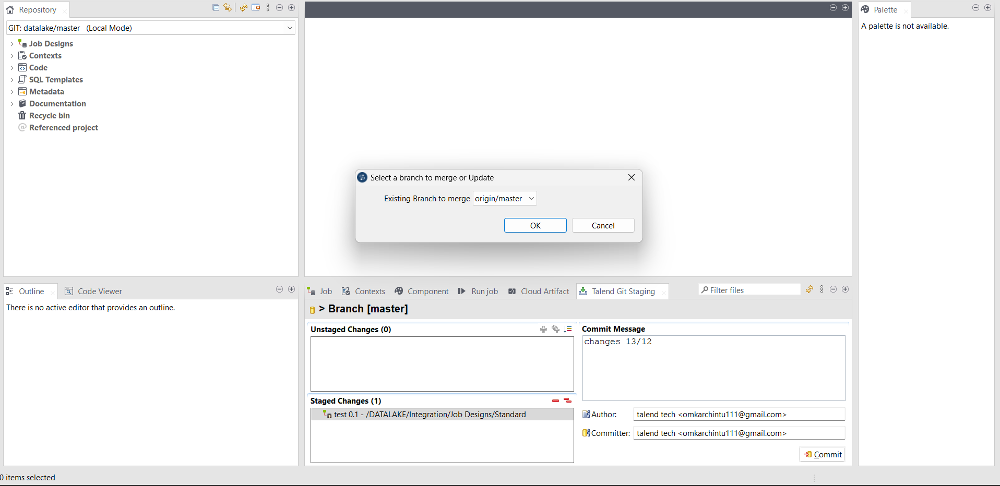 Repository
GIT: datalake/master   (Local Mode)
Job Designs
Contexts
Code
SQL Templates
Metadata
Documentation
Recycle bin
Referenced project
Palette
A palette is not available.
Select a branch to merge or Update
Existing Branch to merge origin/master
OK Cancel
Outline Code Viewer
There is no active editor that provides an outline.
Job Contexts Component Run job Cloud Artifact Talend Git Staging Filter files
> Branch [master]
Unstaged Changes (0)
Staged Changes (1)
test 0.1 - /DATALAKE/Integration/Job Designs/Standard
Commit Message
changes 13/12
Author: talend tech <omkarchintu111@gmail.com>
Committer: talend tech <omkarchintu111@gmail.com>
Commit
0 items selected